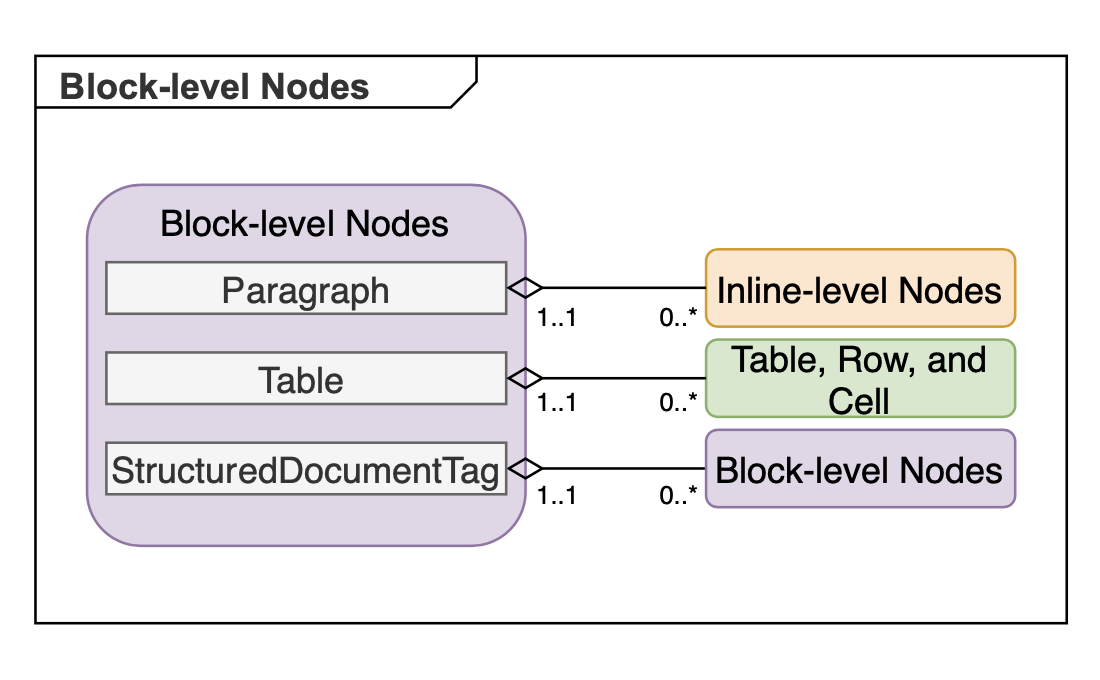 Block-level Nodes
Block-level Nodes
Paragraph
1..1
0..*
Inline-level Nodes
Table
1..1
0..*
Table, Row, and
Cell
StructuredDocumentTag
1..1
0..*
Block-level Nodes